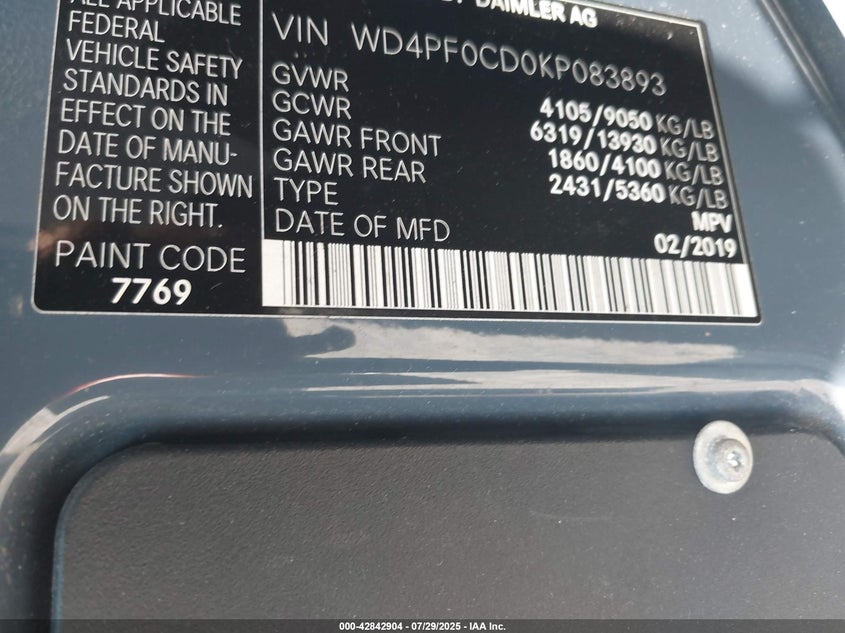 BY DAIMLER AG
ALL APPLICABLE
FEDERAL
VEHICLE SAFETY
STANDARDS IN
EFFECT ON THE
DATE OF MANU-
FACTURE SHOWN
ON THE RIGHT.
PAINT CODE
7769
VIN WD4PF0CD0KP083893
GVWR 4105/9050 KG/LB
GCWR 6319/13930 KG/LB
GAWR FRONT 1860/4100 KG/LB
GAWR REAR 2431/5360 KG/LB
TYPE MPV
DATE OF MFD 02/2019
000-42842904 | 07/29/2025 - IAA Inc.